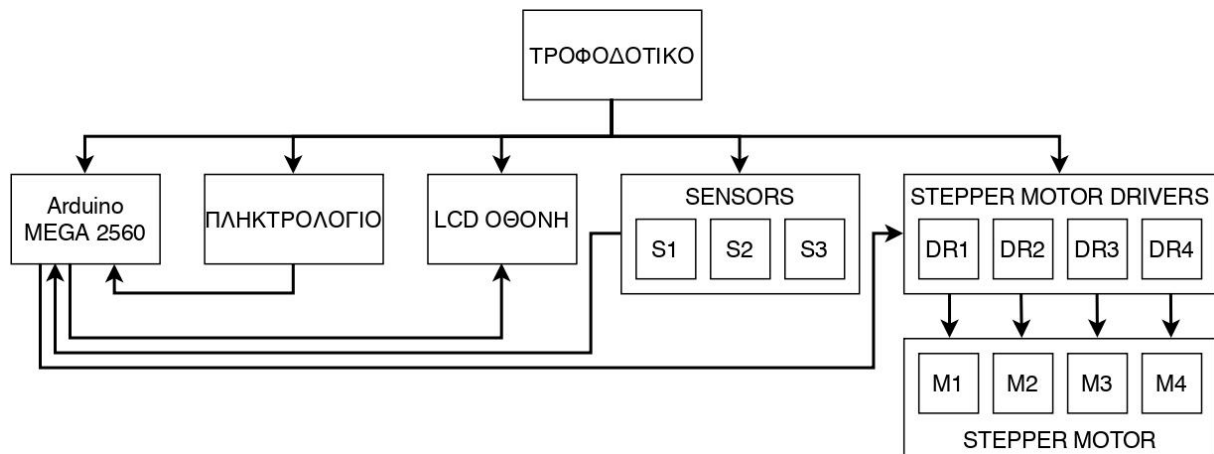 ΤΡΟΦΟΔΟΤΙΚΟ
Arduino
MEGA 2560
ΠΛΗΚΤΡΟΛΟΓΙΟ
LCD ΟΘΟΝΗ
SENSORS
S1
S2
S3
STEPPER MOTOR DRIVERS
DR1
DR2
DR3
DR4
M1
M2
M3
M4
STEPPER MOTOR